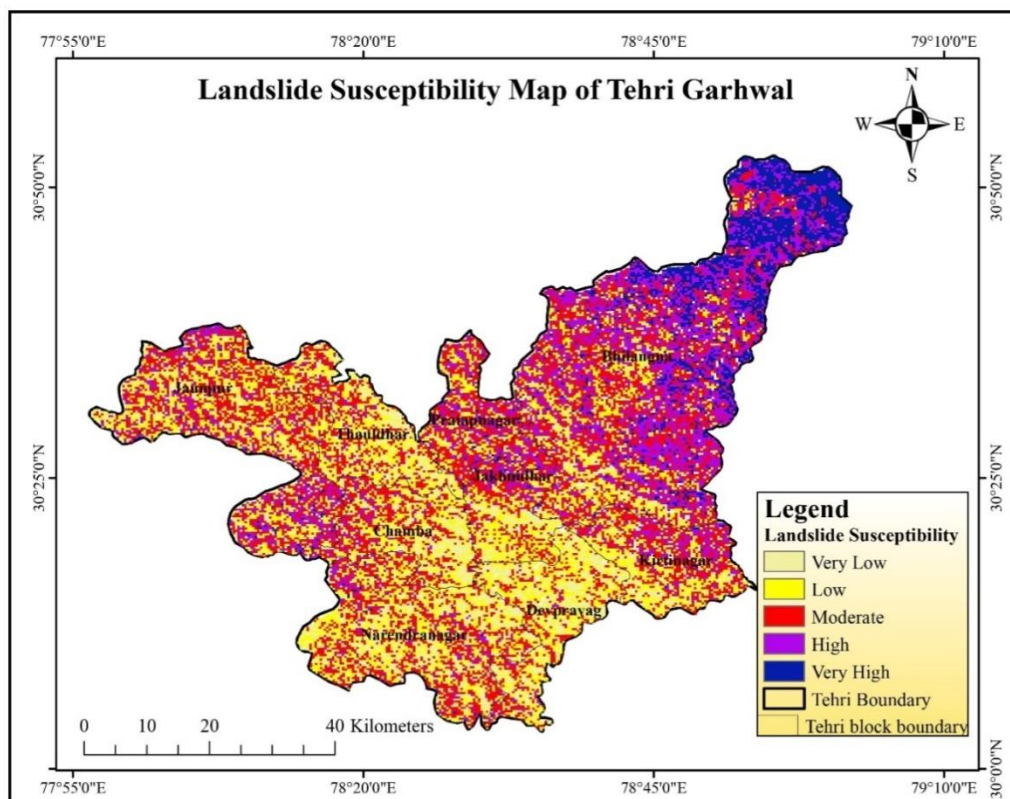 77°55'0"E 78°20'0"E 78°45'0"E 79°10'0"E
Landslide Susceptibility Map of Tehri Garhwal
N
W E
S
30°50'0"N 30°50'0"N
Bhilangna
Jaunpur
Pratapnagar
Thauldhar
Jakhnidhar
30°25'0"N 30°25'0"N
Chamba
Kirtinagar
Devprayag
Narendranagar
Legend
Landslide Susceptibility
Very Low
Low
Moderate
High
Very High
Tehri Boundary
Tehri block boundary
0 10 20 40 Kilometers
30°0'0"N
77°55'0"E 78°20'0"E 78°45'0"E 79°10'0"E